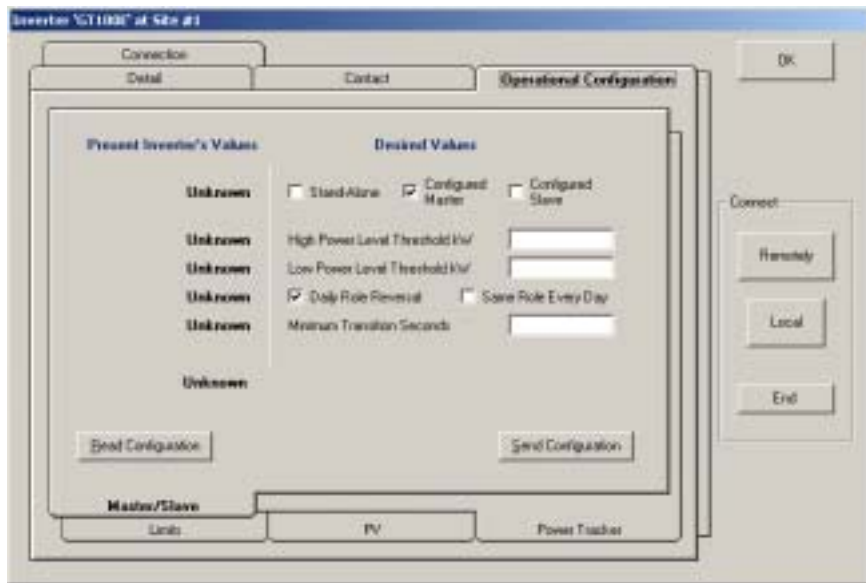 Inverter 'GT100E' at Site #1
Connection
Detail
Contact
Operational Configuration
OK
Present Inverter's Values
Desired Values
Unknown
Stand-Alone
Configured Master
Configured Slave
Connect
Unknown
High Power Level Threshold kW
Remotely
Unknown
Low Power Level Threshold kW
Unknown
Daily Role Reversal
Same Role Every Day
Unknown
Minimum Transition Seconds
Local
Unknown
End
Read Configuration
Send Configuration
Master/Slave
Limits
PV
Power Tracker